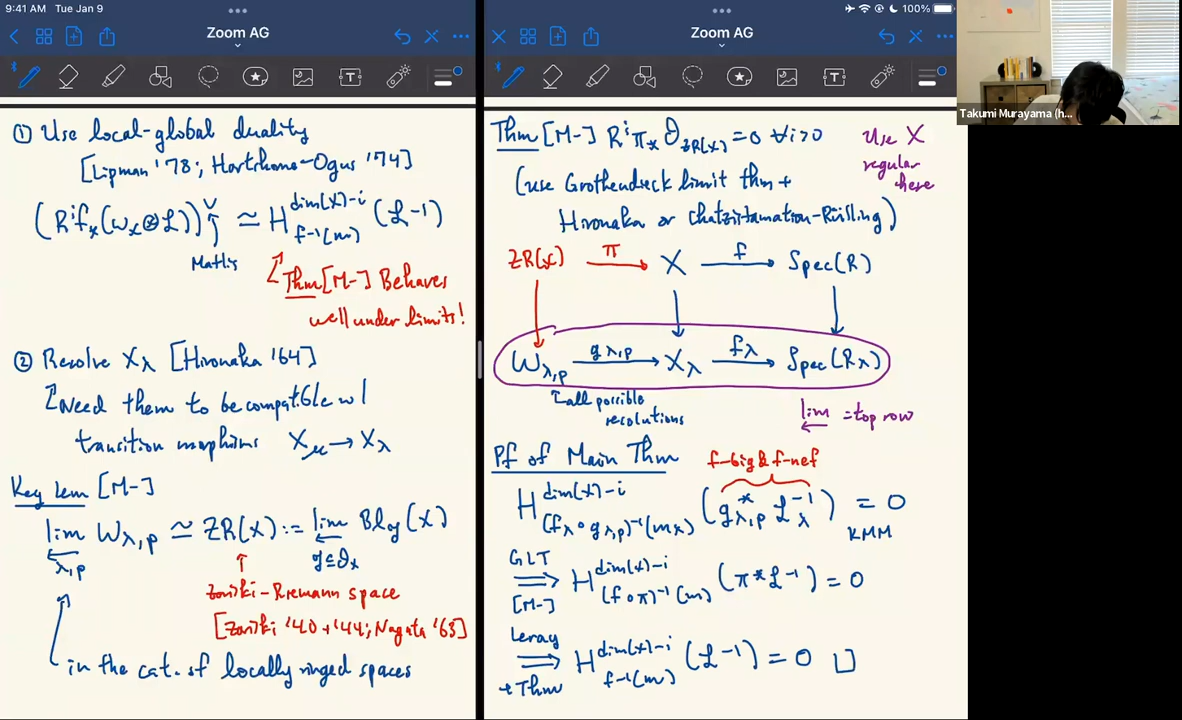 9:41 AM Tue Jan 9
100%
Zoom AG
Zoom AG
① Use local-global duality
[Lipman '78; Hartshorne-Ogus '74]
(Rⁱf_*(ω_X⊗ℒ))^∨ ≃ H^{dim(X)-i}_{f⁻¹(m)} (ℒ⁻¹)
Matlis
Thm [M-] Behaves
well under limits!
② Resolve X_λ [Hironaka '64]
Need them to be compatible w/
transition morphisms X_μ → X_λ
Key lem [M-]
lim_{← λ,p} W_{λ,p} ≃ ZR(X) := lim_{← 𝒥⊆𝒪_X} Bl_𝒥(X)
Zariski-Riemann space
[Zariski '40+'44; Nagata '63]
in the cat. of locally ringed spaces
Thm [M-] Rⁱπ_* 𝒪_{ZR(X)} = 0 ∀i>0
Use X
regular
here
(use Grothendieck limit thm +
Hironaka or Chatzistamatiou-Rülling)
ZR(X) →^π X →^f Spec(R)
W_{λ,p} →^{g_{λ,p}} X_λ →^{f_λ} Spec(R_λ)
all possible
resolutions
lim ← = top row
Pf of Main Thm
f-big & f-nef
H^{dim(X)-i}_{(f_λ∘g_{λ,p})⁻¹(m_λ)} (g*_{λ,p} ℒ_λ⁻¹) = 0
KMM
GLT ⟹ [M-] H^{dim(X)-i}_{(f∘π)⁻¹(m)} (π*ℒ⁻¹) = 0
Leray ⟹ +Thm H^{dim(X)-i}_{f⁻¹(m)} (ℒ⁻¹) = 0 □
Takumi Murayama (h...